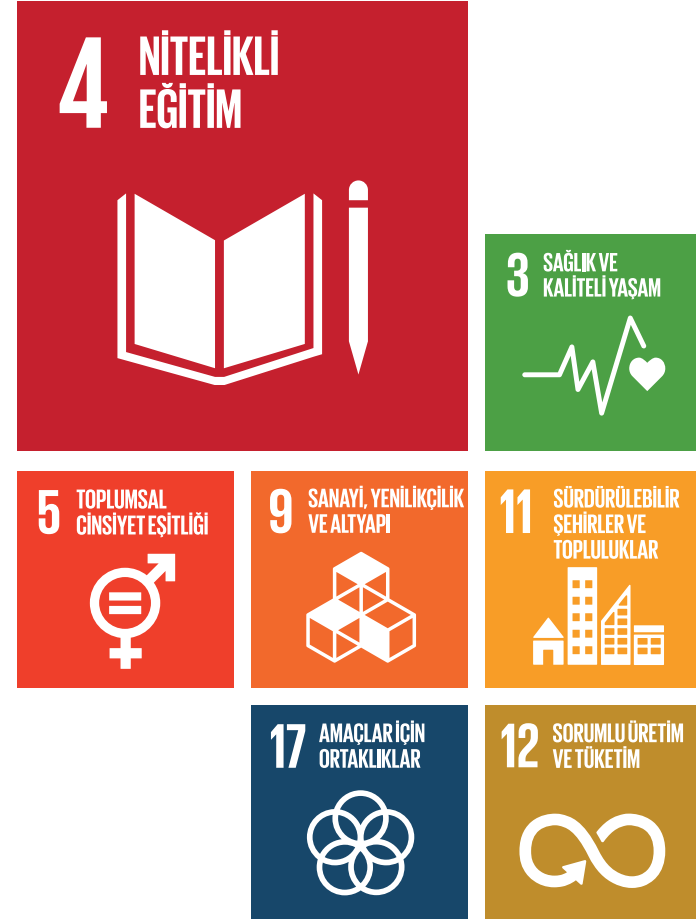 4
NİTELİKLİ
EĞİTİM
3
SAĞLIK VE
KALİTELİ YAŞAM
5
TOPLUMSAL
CİNSİYET EŞİTLİĞİ
9
SANAYİ, YENİLİKÇİLİK
VE ALTYAPI
11
SÜRDÜRÜLEBİLİR
ŞEHİRLER VE
TOPLULUKLAR
17
AMAÇLAR İÇİN
ORTAKLIKLAR
12
SORUMLU ÜRETİM
VE TÜKETİM